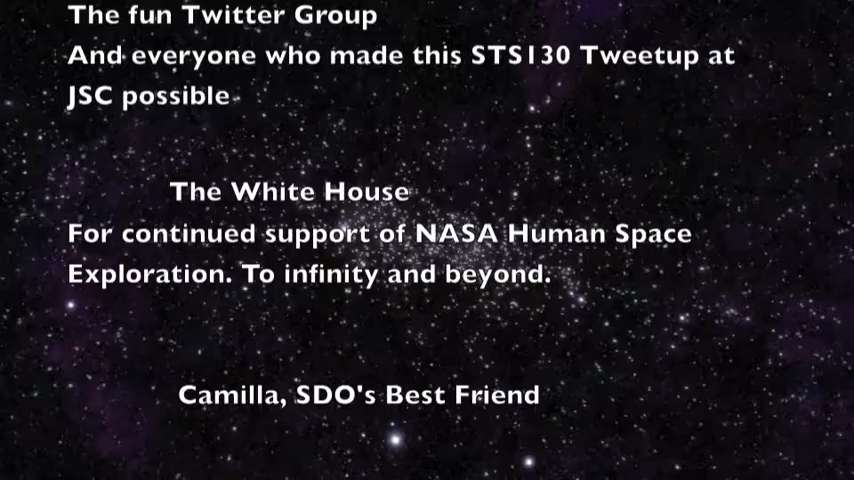 The fun Twitter Group
And everyone who made this STS130 Tweetup at
JSC possible
The White House
For continued support of NASA Human Space
Exploration. To infinity and beyond.
Camilla, SDO's Best Friend